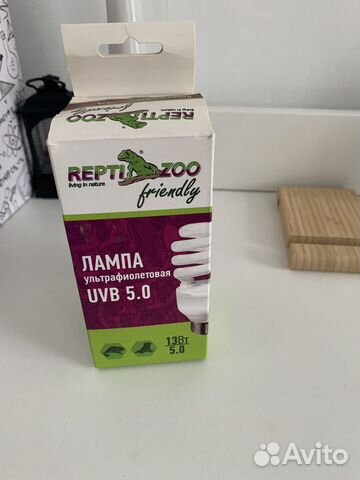 REPTI ZOO
living in nature
friendly
ЛАМПА
ультрафиолетовая
UVB 5.0
13Вт
5.0
Avito